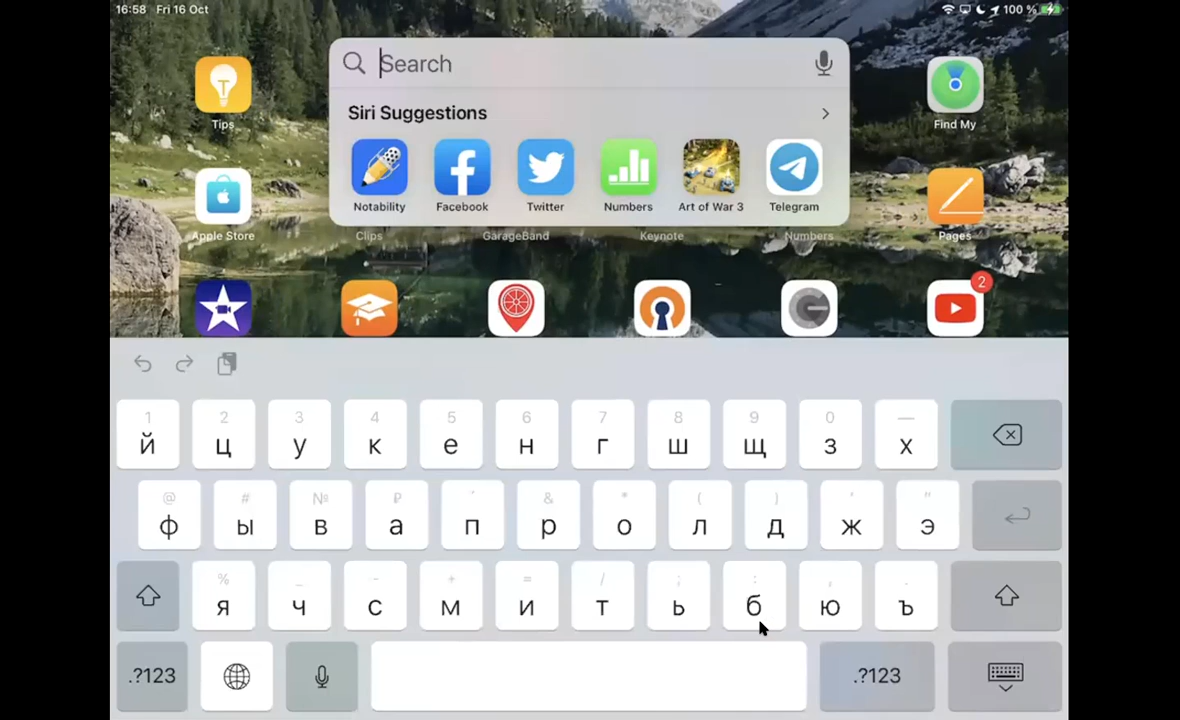 16:58 Fri 16 Oct
100 %
Search
Siri Suggestions
Tips
Notability
Facebook
Twitter
Numbers
Art of War 3
Telegram
Find My
Apple Store
Clips
GarageBand
Keynote
Numbers
Pages
2
1 2 3 4 5 6 7 8 9 0 —
й ц у к е н г ш щ з х
@ # № ₽ ' & * ( ) ' "
ф ы в а п р о л д ж э
% _ - + = / ; : , .
я ч с м и т ь б ю ъ
.?123 .?123